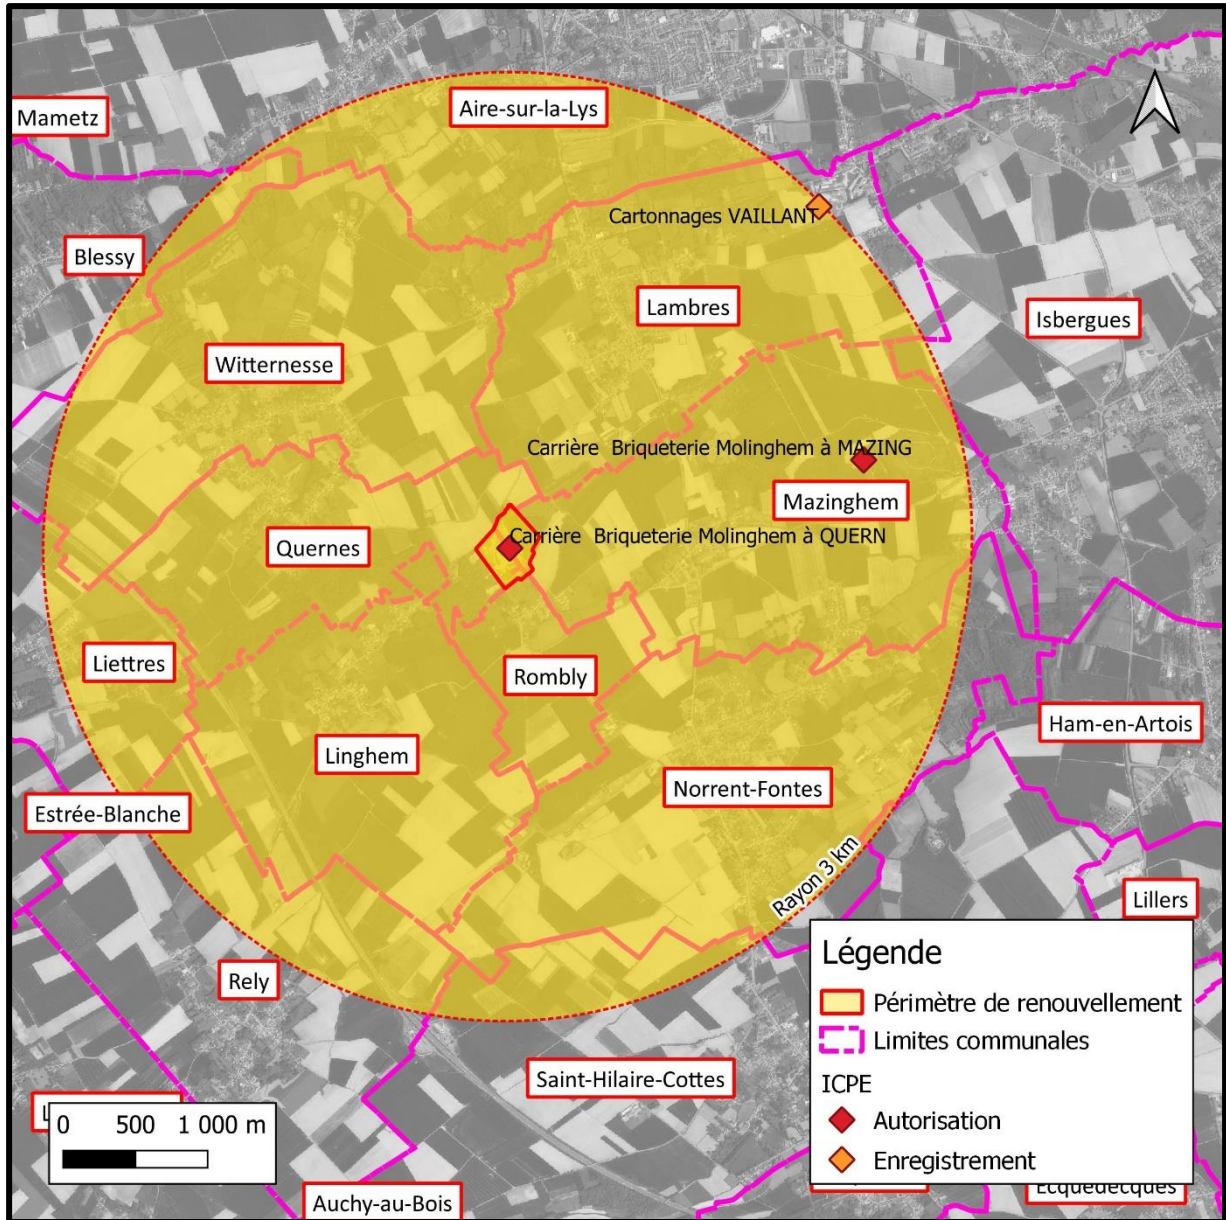 Aire-sur-la-Lys
Mametz
Cartonnages VAILLANT
Blessy
Lambres
Isbergues
Witternesse
Carrière Briqueterie Molinghem à MAZING
Mazinghem
Carrière Briqueterie Molinghem à QUERN
Quernes
Liettres
Rombly
Ham-en-Artois
Linghem
Norrent-Fontes
Estrée-Blanche
Rayon 3 km
Lillers
Légende
Rely
Périmètre de renouvellement
Limites communales
Saint-Hilaire-Cottes
ICPE
0 500 1 000 m
Autorisation
Enregistrement
Auchy-au-Bois
Ecquedecques